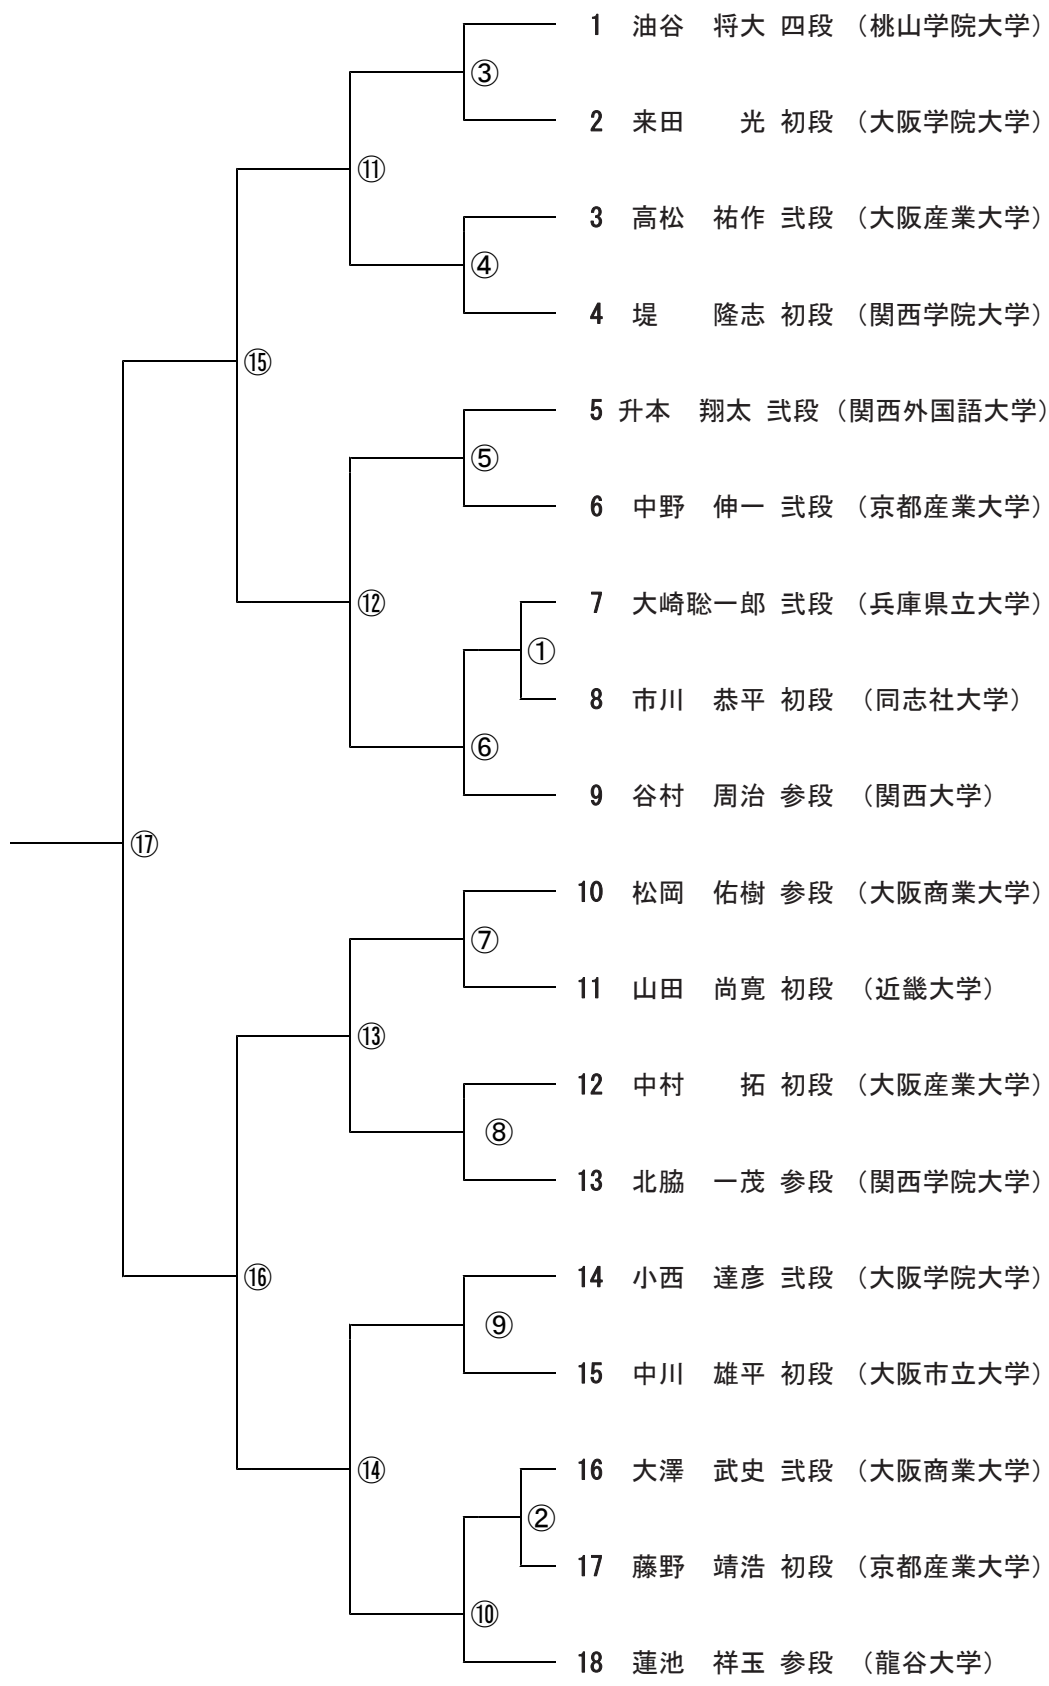 1 油谷 将大 四段 (桃山学院大学)
③
2 来田 光 初段 (大阪学院大学)
⑪
3 高松 祐作 弐段 (大阪産業大学)
④
4 堤 隆志 初段 (関西学院大学)
⑮
5 升本 翔太 弐段 (関西外国語大学)
⑤
6 中野 伸一 弐段 (京都産業大学)
⑫
7 大崎聡一郎 弐段 (兵庫県立大学)
①
8 市川 恭平 初段 (同志社大学)
⑥
9 谷村 周治 参段 (関西大学)
⑰
10 松岡 佑樹 参段 (大阪商業大学)
⑦
11 山田 尚寛 初段 (近畿大学)
⑬
12 中村 拓 初段 (大阪産業大学)
⑧
13 北脇 一茂 参段 (関西学院大学)
⑯
14 小西 達彦 弐段 (大阪学院大学)
⑨
15 中川 雄平 初段 (大阪市立大学)
⑭
16 大澤 武史 弐段 (大阪商業大学)
②
17 藤野 靖浩 初段 (京都産業大学)
⑩
18 蓮池 祥玉 参段 (龍谷大学)